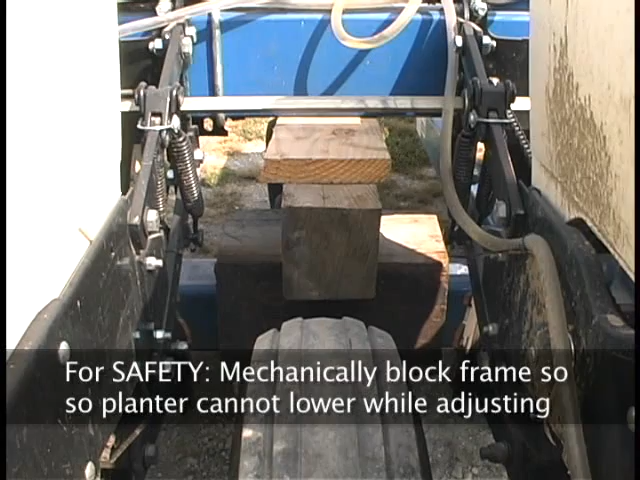 For SAFETY: Mechanically block frame so
so planter cannot lower while adjusting